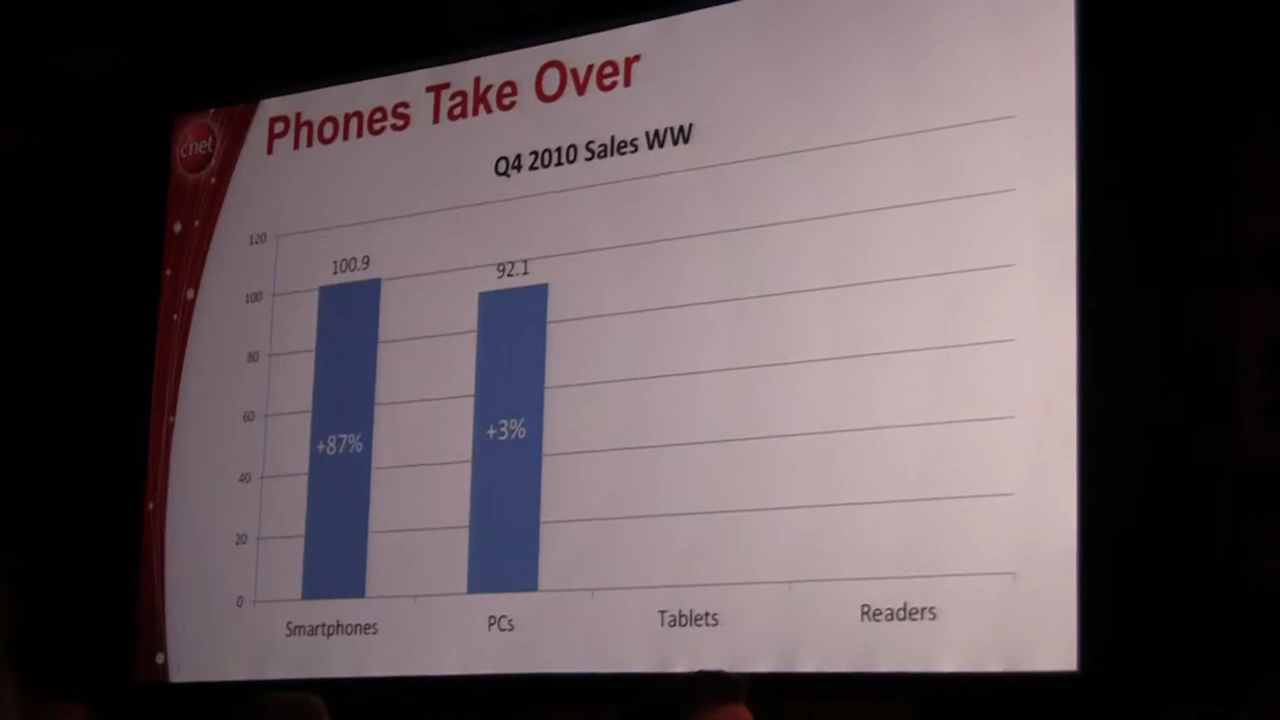 Phones Take Over
cnet
Q4 2010 Sales WW
120
100
80
60
40
20
0
100.9
92.1
+87%
+3%
Smartphones
PCs
Tablets
Readers